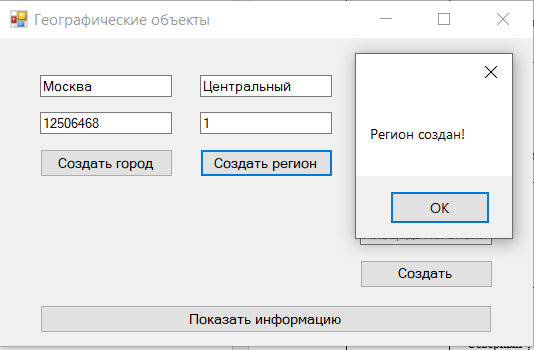 Географические объекты
Москва
Центральный
12506468
1
Создать город
Создать регион
Регион создан!
OK
Создать
Показать информацию